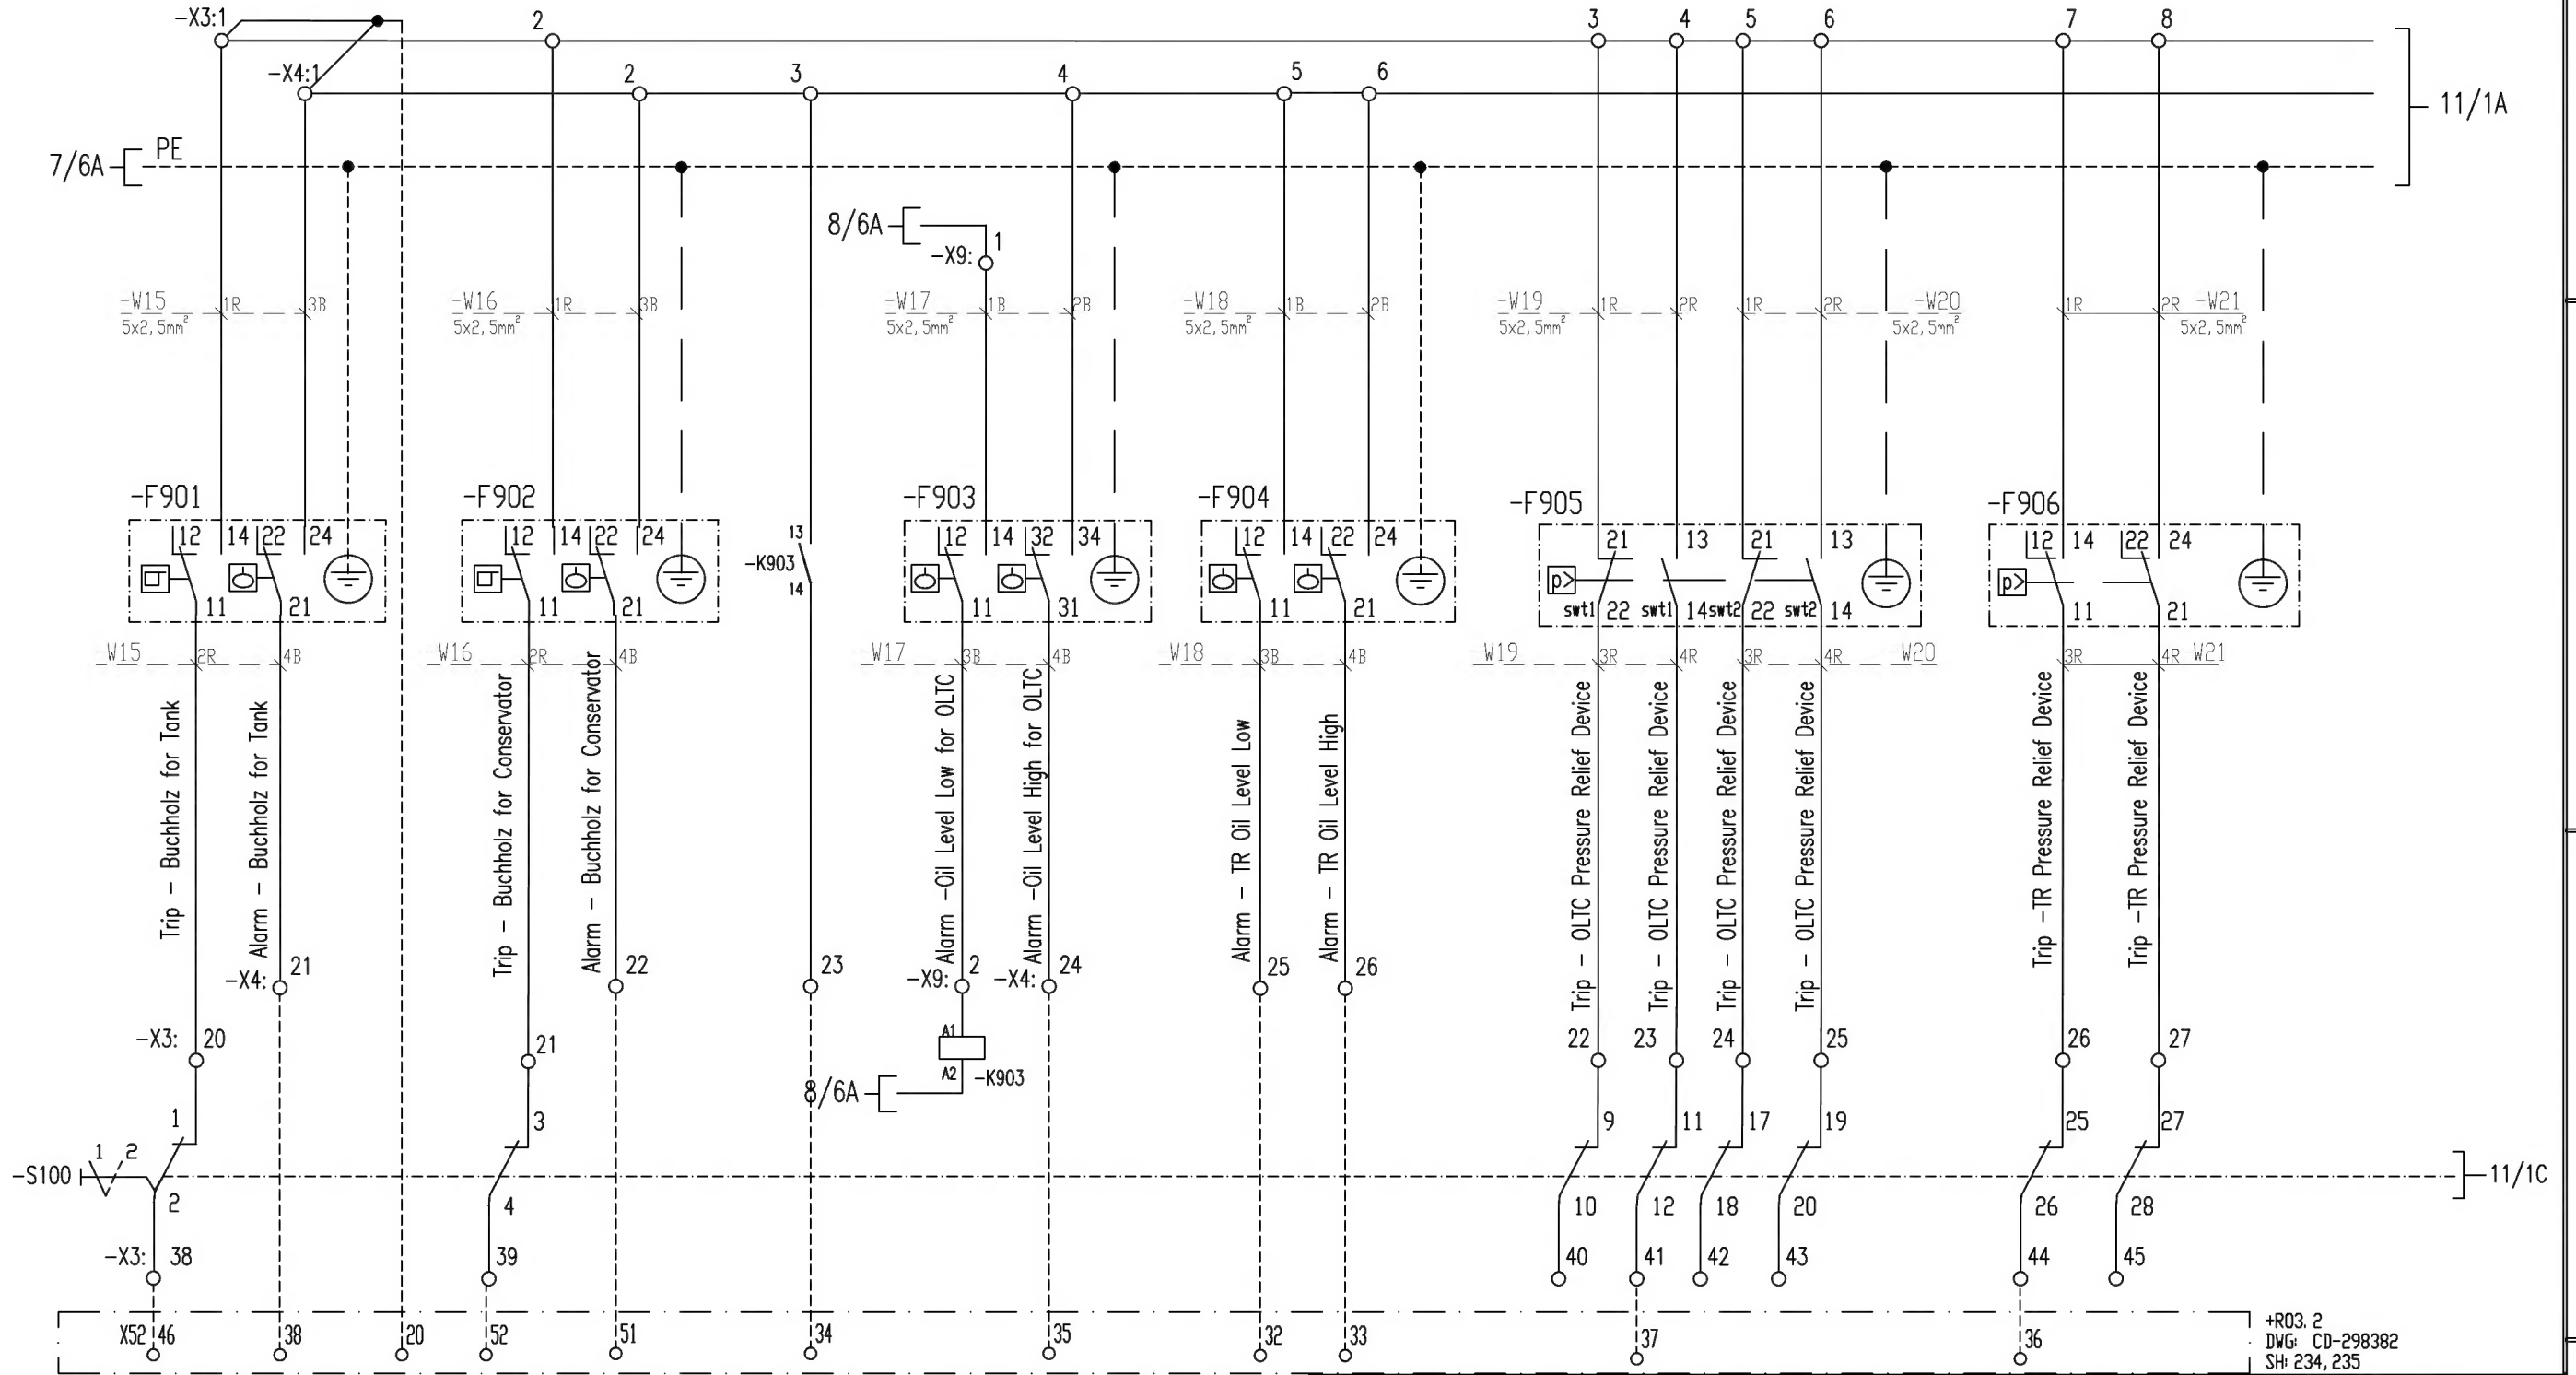 -X3:1
2
3
4
5
6
7
8
-X4:1
2
3
4
5
6
11/1A
7/6A
PE
8/6A
1
-X9:
-W15
5x2,5mm²
1R
3B
-W16
5x2,5mm²
1R
3B
-W17
5x2,5mm²
1B
2B
-W18
5x2,5mm²
1B
2B
-W19
5x2,5mm²
1R
2R
1R
2R
-W20
5x2,5mm²
1R
2R
-W21
5x2,5mm²
-F901
12
14
22
24
11
21
-F902
12
14
22
24
11
21
13
-K903
14
-F903
12
14
32
34
11
31
-F904
12
14
22
24
11
21
-F905
21
13
21
13
p>
swt1
22
swt1
14
swt2
22
swt2
14
-F906
12
14
22
24
p>
11
21
-W15
2R
4B
-W16
2R
4B
-W17
3B
4B
-W18
3B
4B
-W19
3R
4R
3R
4R
-W20
3R
4R
-W21
Trip - Buchholz for Tank
Alarm - Buchholz for Tank
Trip - Buchholz for Conservator
Alarm - Buchholz for Conservator
Alarm -Oil Level Low for OLTC
Alarm -Oil Level High for OLTC
Alarm - TR Oil Level Low
Alarm - TR Oil Level High
Trip - OLTC Pressure Relief Device
Trip - OLTC Pressure Relief Device
Trip - OLTC Pressure Relief Device
Trip - OLTC Pressure Relief Device
Trip -TR Pressure Relief Device
Trip -TR Pressure Relief Device
-X4:
21
22
23
-X9:
2
-X4:
24
25
26
-X3:
20
21
A1
A2
-K903
8/6A
22
23
24
25
26
27
1
3
9
11
17
19
25
27
-S100
1
2
11/1C
2
4
10
12
18
20
26
28
-X3:
38
39
40
41
42
43
44
45
X52
46
38
20
52
51
34
35
32
33
37
36
+R03.2
DWG: CD-298382
SH: 234,235